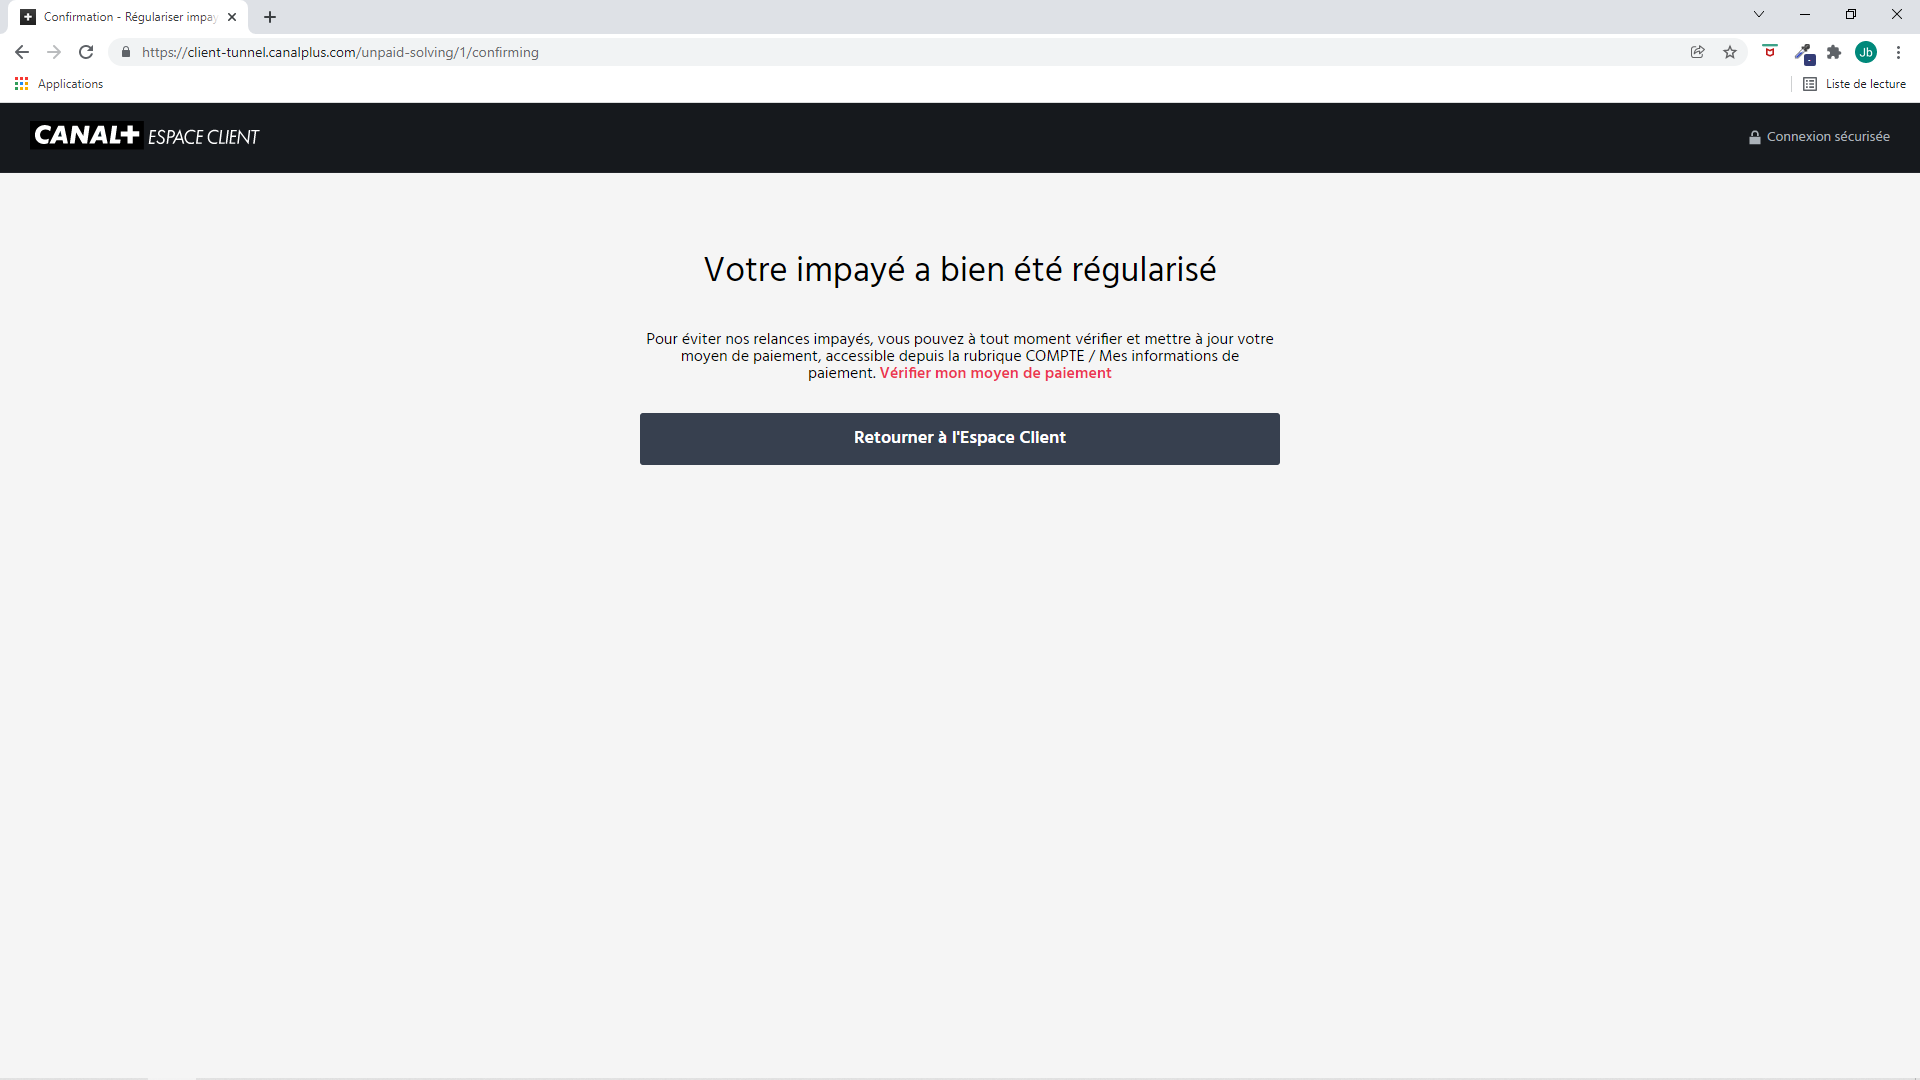 Confirmation - Régulariser impay
https://client-tunnel.canalplus.com/unpaid-solving/1/confirming
Jb
Applications
Liste de lecture
CANAL+ ESPACE CLIENT
Connexion sécurisée
Votre impayé a bien été régularisé
Pour éviter nos relances impayés, vous pouvez à tout moment vérifier et mettre à jour votre
moyen de paiement, accessible depuis la rubrique COMPTE / Mes informations de
paiement. Vérifier mon moyen de paiement
Retourner à l'Espace Client